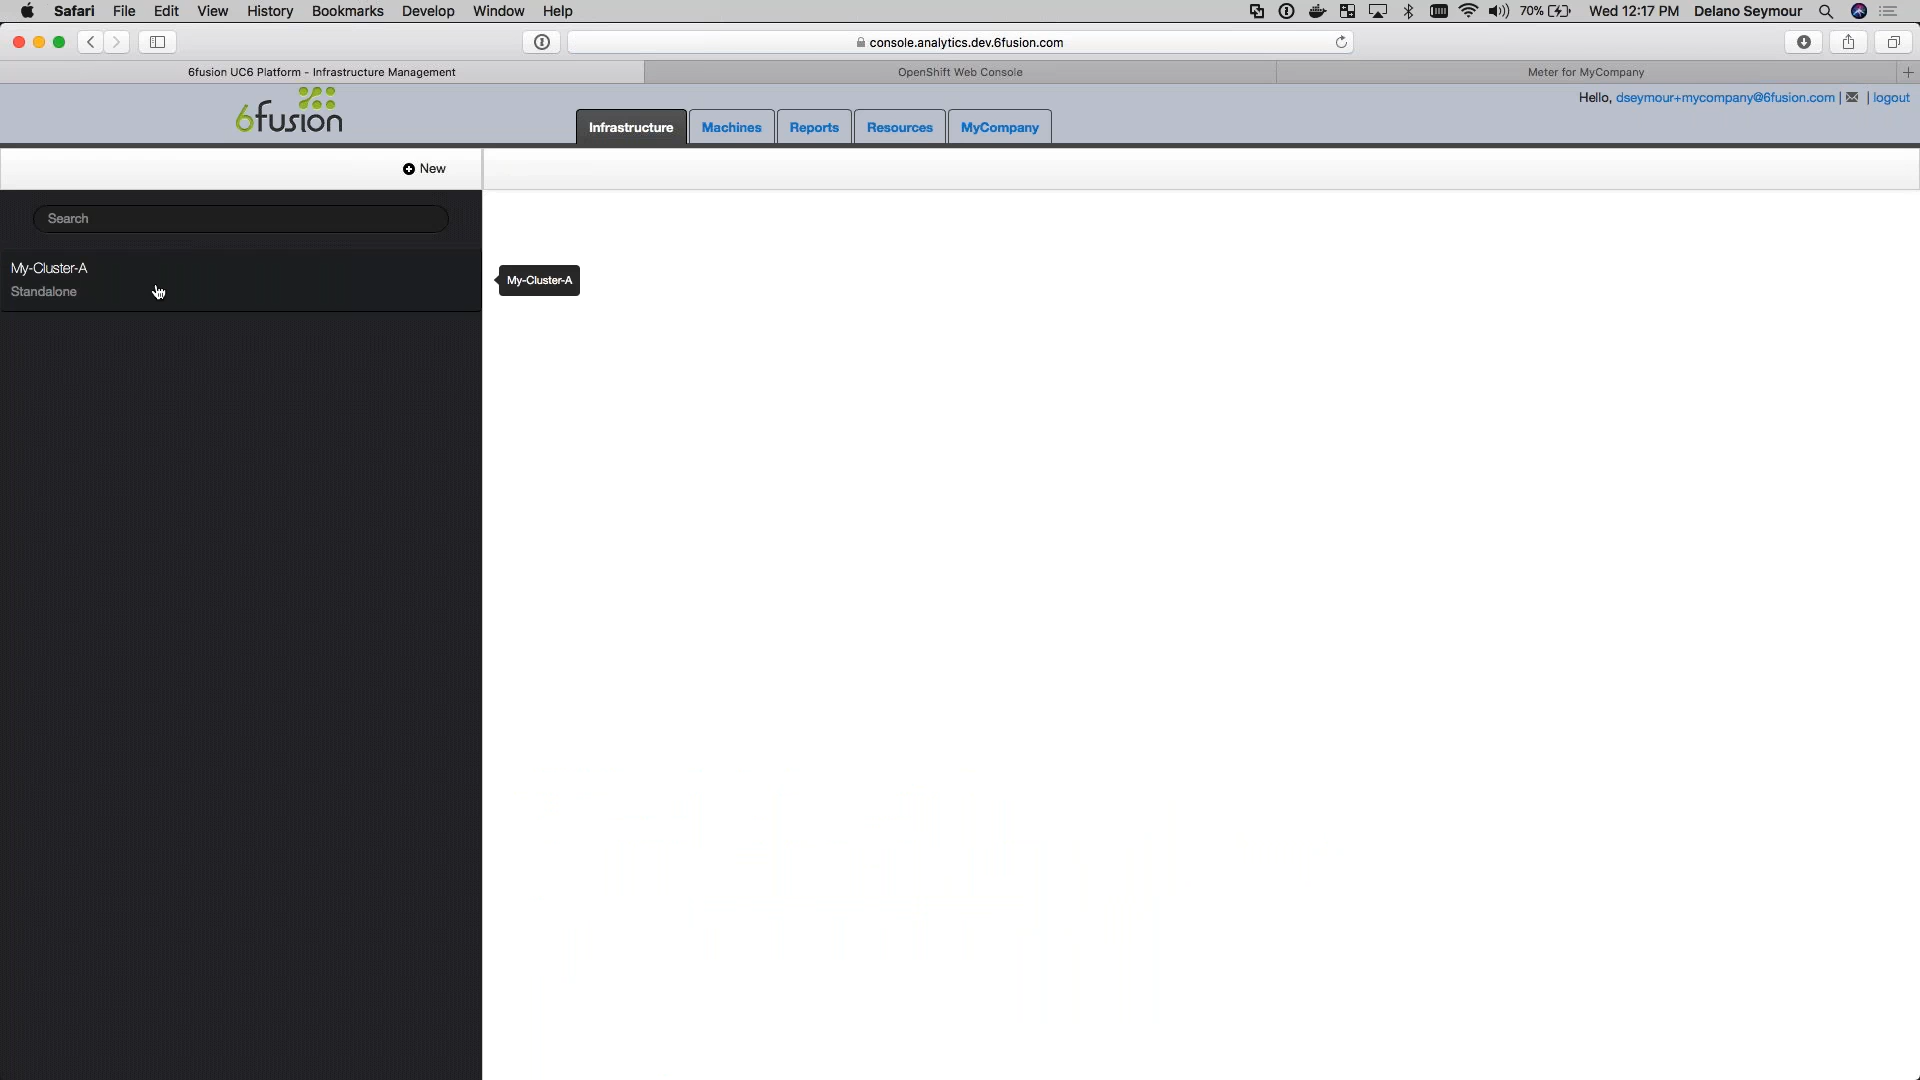 Safari File Edit View History Bookmarks Develop Window Help 70% Wed 12:17 PM Delano Seymour
console.analytics.dev.6fusion.com
6fusion UC6 Platform - Infrastructure Management OpenShift Web Console Meter for MyCompany
6fusion
Hello, dseymour+mycompany@6fusion.com | | logout
Infrastructure Machines Reports Resources MyCompany
New
Search
My-Cluster-A
Standalone
My-Cluster-A